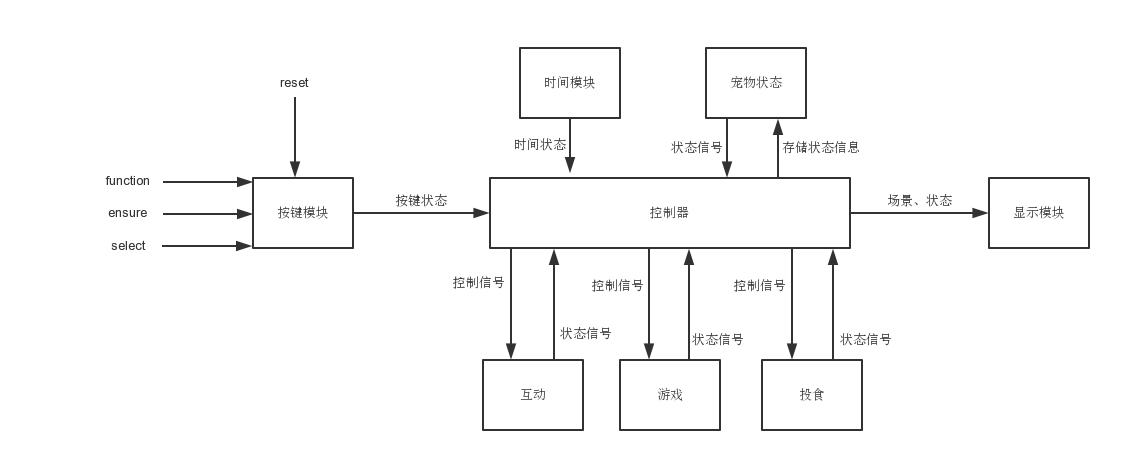 时间模块
宠物状态
reset
时间状态
状态信号
存储状态信息
function
ensure
select
按键模块
按键状态
控制器
场景、状态
显示模块
控制信号
状态信号
控制信号
状态信号
控制信号
状态信号
互动
游戏
投食